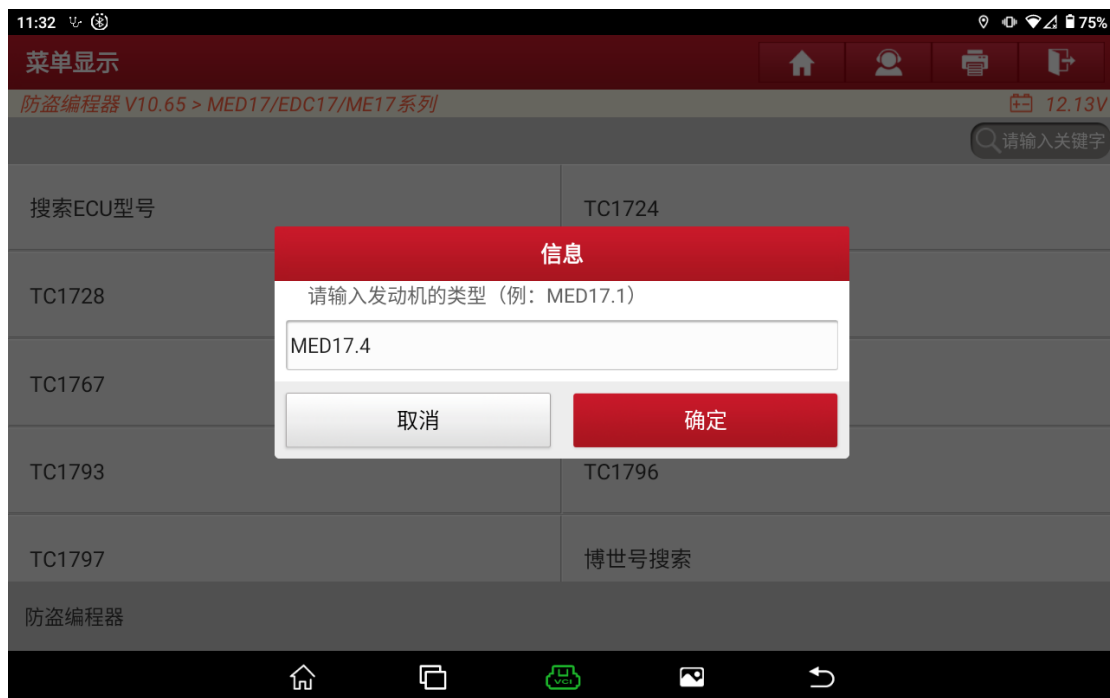 11:32
75%
菜单显示
防盗编程器 V10.65 > MED17/EDC17/ME17系列
12.13V
请输入关键字
搜索ECU型号
TC1724
信息
请输入发动机的类型（例：MED17.1）
MED17.4
取消
确定
TC1728
TC1767
TC1793
TC1796
TC1797
博世号搜索
防盗编程器
VCI